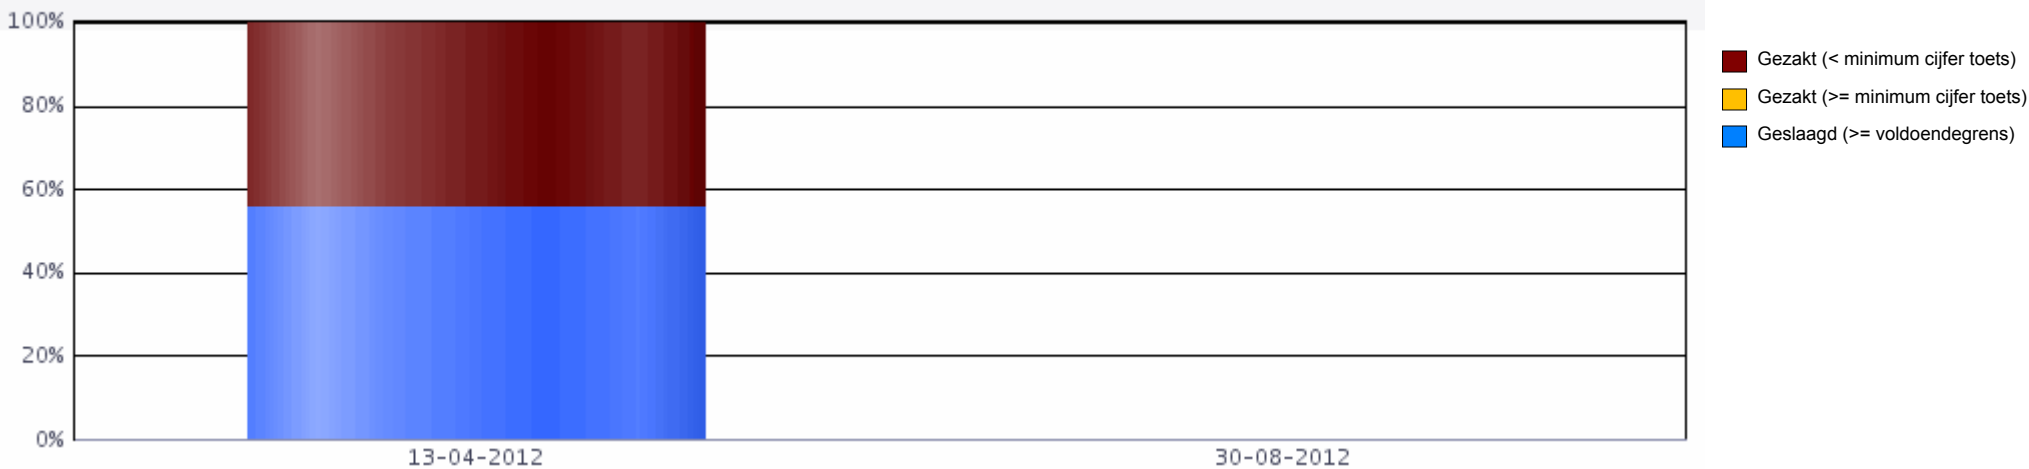 100%
80%
60%
40%
20%
0%
13-04-2012
30-08-2012
Gezakt (< minimum cijfer toets)
Gezakt (>= minimum cijfer toets)
Geslaagd (>= voldoendegrens)